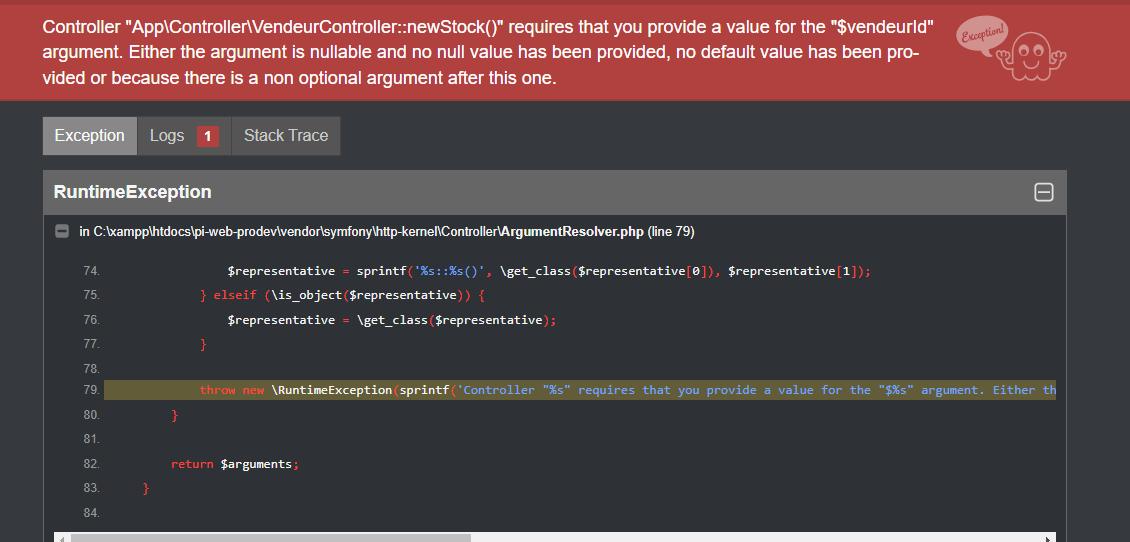 Controller "App\Controller\VendeurController::newStock()" requires that you provide a value for the "$vendeurId"
argument. Either the argument is nullable and no null value has been provided, no default value has been pro-
vided or because there is a non optional argument after this one.
Exception!
Exception Logs 1 Stack Trace
RuntimeException
in C:\xampp\htdocs\pi-web-prodev\vendor\symfony\http-kernel\Controller\ArgumentResolver.php (line 79)
74. $representative = sprintf('%s::%s()', \get_class($representative[0]), $representative[1]);
75. } elseif (\is_object($representative)) {
76. $representative = \get_class($representative);
77. }
78.
79. throw new \RuntimeException(sprintf('Controller "%s" requires that you provide a value for the "$%s" argument. Either th
80. }
81.
82. return $arguments;
83. }
84.